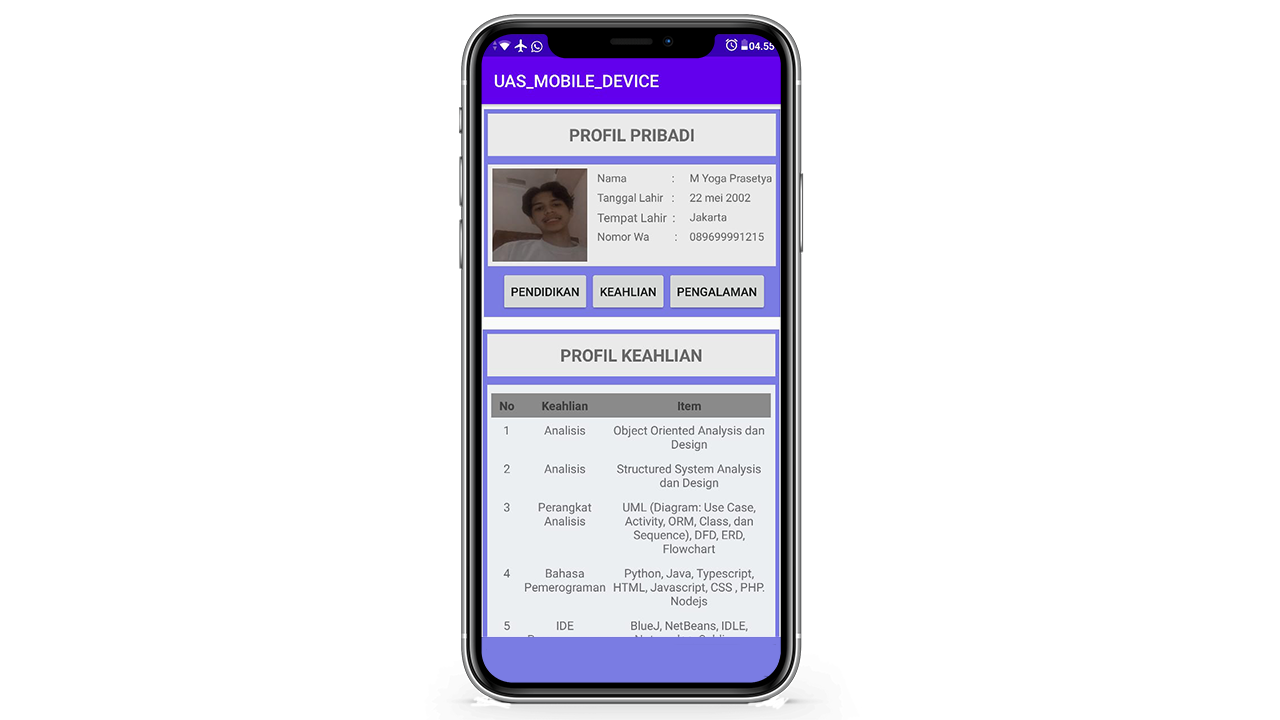 04.55
UAS_MOBILE_DEVICE
PROFIL PRIBADI
Nama : M Yoga Prasetya
Tanggal Lahir : 22 mei 2002
Tempat Lahir : Jakarta
Nomor Wa : 089699991215
PENDIDIKAN KEAHLIAN PENGALAMAN
PROFIL KEAHLIAN
No Keahlian Item
1 Analisis Object Oriented Analysis dan
Design
2 Analisis Structured System Analysis
dan Design
3 Perangkat UML (Diagram: Use Case,
Analisis Activity, ORM, Class, dan
Sequence), DFD, ERD,
Flowchart
4 Bahasa Python, Java, Typescript,
Pemerograman HTML, Javascript, CSS , PHP.
Nodejs
5 IDE BlueJ, NetBeans, IDLE,